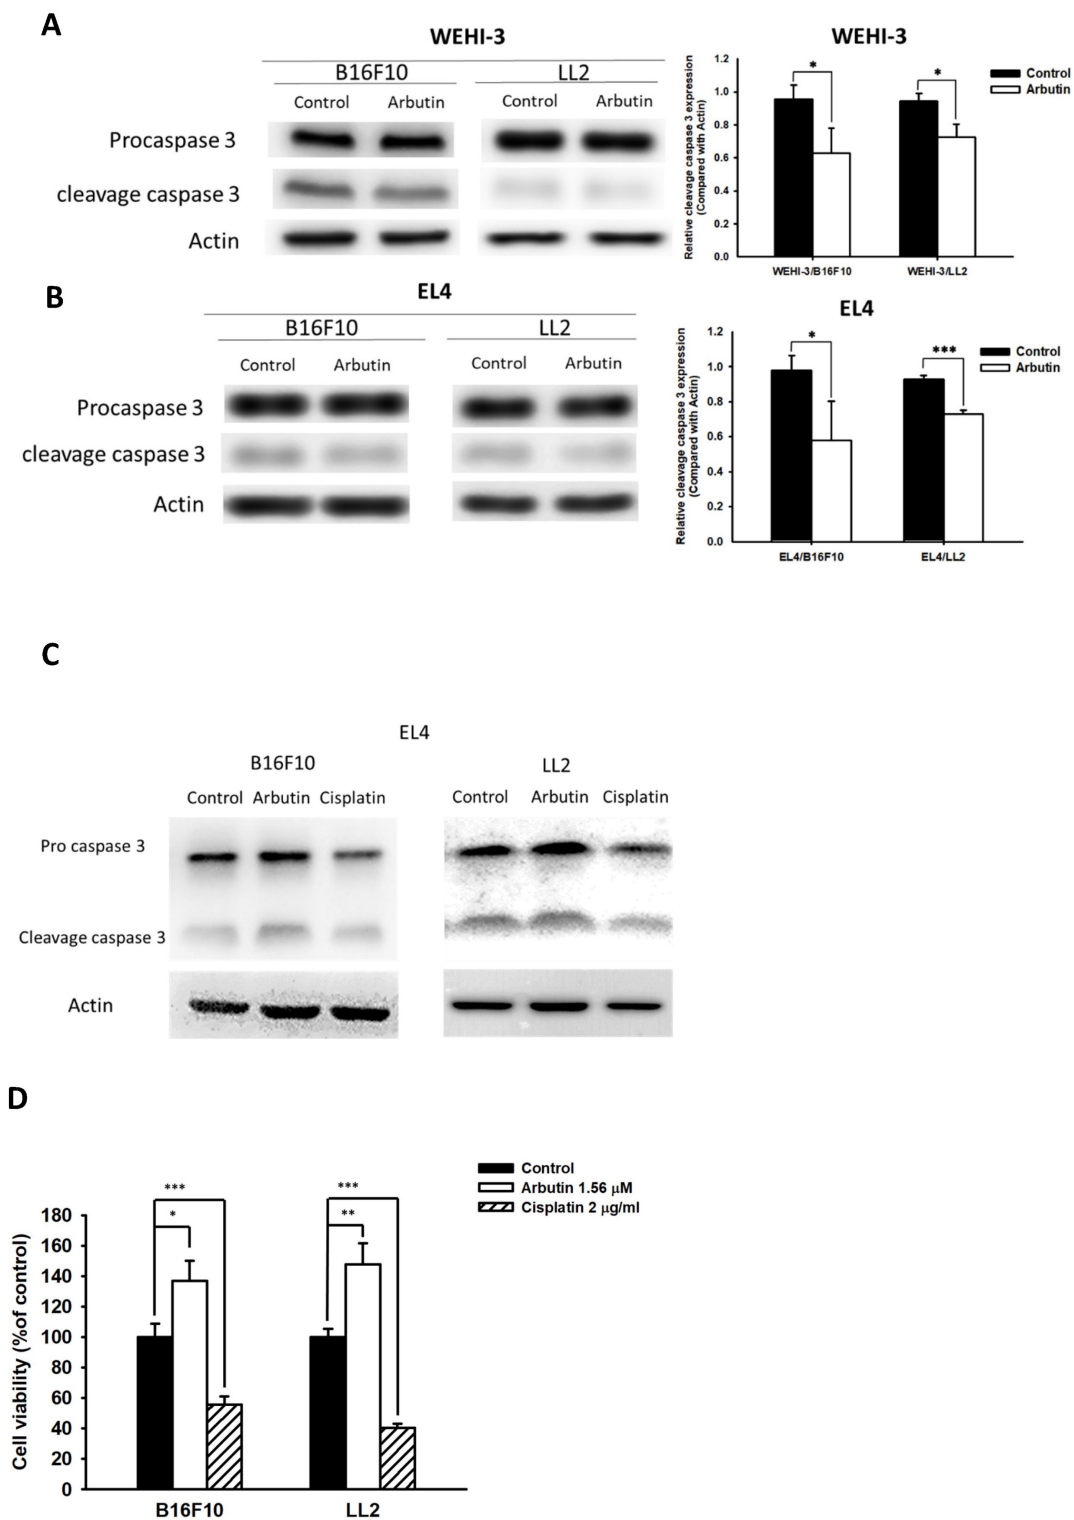 A
WEHI-3
B16F10 LL2
Control Arbutin Control Arbutin
Procaspase 3
cleavage caspase 3
Actin
WEHI-3
Relative cleavage caspase 3 expression
(Compared with Actin)
1.2
1.0
0.8
0.6
0.4
0.2
0.0
* *
Control
Arbutin
WEHI-3/B16F10 WEHI-3/LL2
B
EL4
B16F10 LL2
Control Arbutin Control Arbutin
Procaspase 3
cleavage caspase 3
Actin
EL4
Relative cleavage caspase 3 expression
(Compared with Actin)
1.2
1.0
0.8
0.6
0.4
0.2
0.0
* ***
Control
Arbutin
EL4/B16F10 EL4/LL2
C
EL4
B16F10 LL2
Control Arbutin Cisplatin Control Arbutin Cisplatin
Pro caspase 3
Cleavage caspase 3
Actin
D
Control
Arbutin 1.56 μM
Cisplatin 2 μg/ml
*** ***
* **
Cell viability (%of control)
180
160
140
120
100
80
60
40
20
0
B16F10 LL2